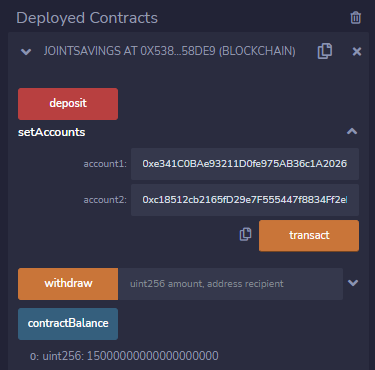 Deployed Contracts
JOINTSAVINGS AT 0X538...58DE9 (BLOCKCHAIN)
deposit
setAccounts
account1: 0xe341C0BAe93211D0fe975AB36c1A2026
account2: 0xc18512cb2165fD29e7F555447f8834Ff2el
transact
withdraw uint256 amount, address recipient
contractBalance
0: uint256: 15000000000000000000